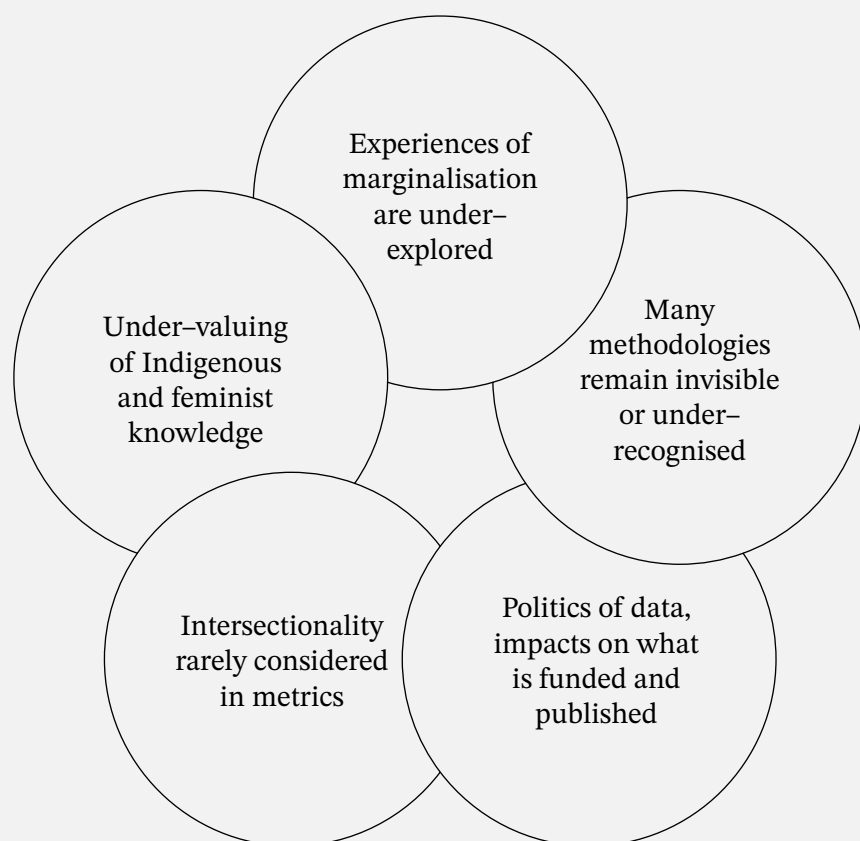 Experiences of
marginalisation
are under–
explored
Many
methodologies
remain invisible
or under–
recognised
Politics of data,
impacts on what
is funded and
published
Intersectionality
rarely considered
in metrics
Under–valuing
of Indigenous
and feminist
knowledge